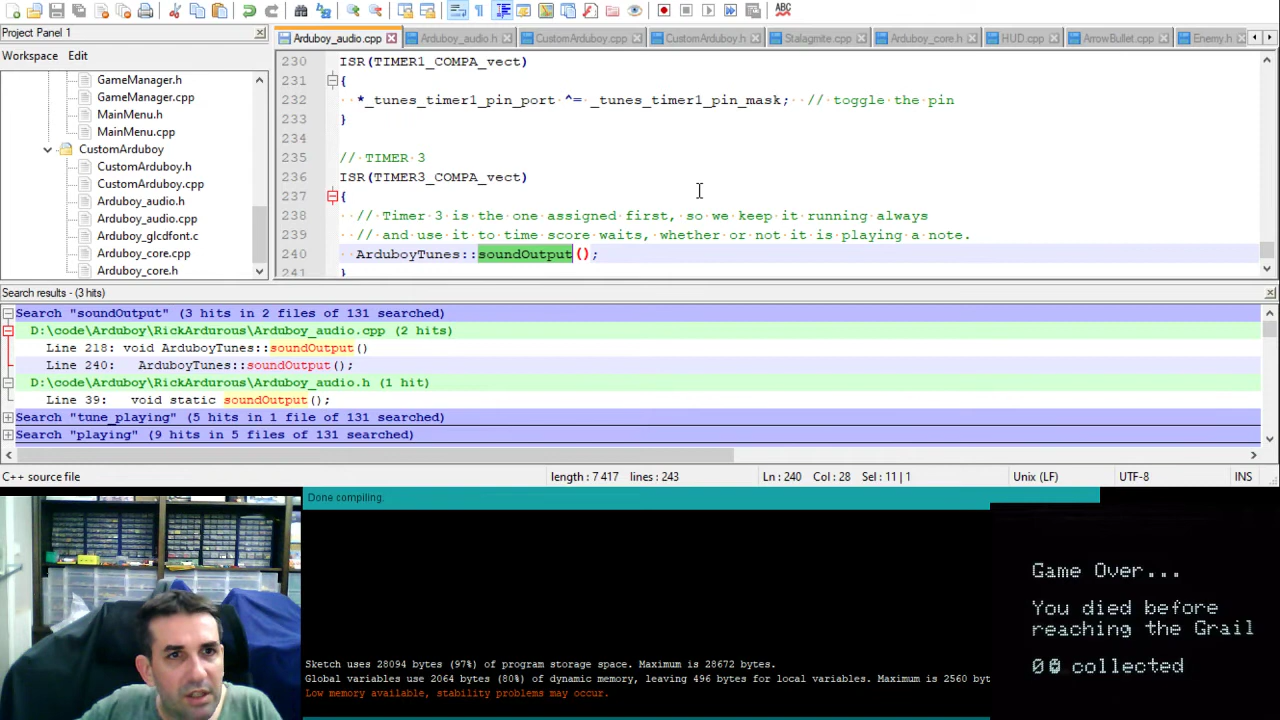 Project Panel 1
Workspace Edit
GameManager.h
GameManager.cpp
MainMenu.h
MainMenu.cpp
CustomArduboy
CustomArduboy.h
CustomArduboy.cpp
Arduboy_audio.h
Arduboy_audio.cpp
Arduboy_glcdfont.c
Arduboy_core.cpp
Arduboy_core.h
Arduboy_audio.cpp Arduboy_audio.h CustomArduboy.cpp CustomArduboy.h Stalagmite.cpp Arduboy_core.h HUD.cpp ArrowBullet.cpp Enemy.h
230 ISR(TIMER1_COMPA_vect)
231 {
232 *_tunes_timer1_pin_port ^= _tunes_timer1_pin_mask; // toggle the pin
233 }
234
235 // TIMER 3
236 ISR(TIMER3_COMPA_vect)
237 {
238 // Timer 3 is the one assigned first, so we keep it running always
239 // and use it to time score waits, whether or not it is playing a note.
240 ArduboyTunes::soundOutput();
241 }
Search results - (3 hits)
Search "soundOutput" (3 hits in 2 files of 131 searched)
D:\code\Arduboy\RickArdurous\Arduboy_audio.cpp (2 hits)
Line 218: void ArduboyTunes::soundOutput()
Line 240: ArduboyTunes::soundOutput();
D:\code\Arduboy\RickArdurous\Arduboy_audio.h (1 hit)
Line 39: void static soundOutput();
Search "tune_playing" (5 hits in 1 file of 131 searched)
Search "playing" (9 hits in 5 files of 131 searched)
C++ source file length : 7 417 lines : 243 Ln : 240 Col : 28 Sel : 11 | 1 Unix (LF) UTF-8 INS
Done compiling.
Sketch uses 28094 bytes (97%) of program storage space. Maximum is 28672 bytes.
Global variables use 2064 bytes (80%) of dynamic memory, leaving 496 bytes for local variables. Maximum is 2560 byt
Low memory available, stability problems may occur.
Game Over...
You died before
reaching the Grail
collected